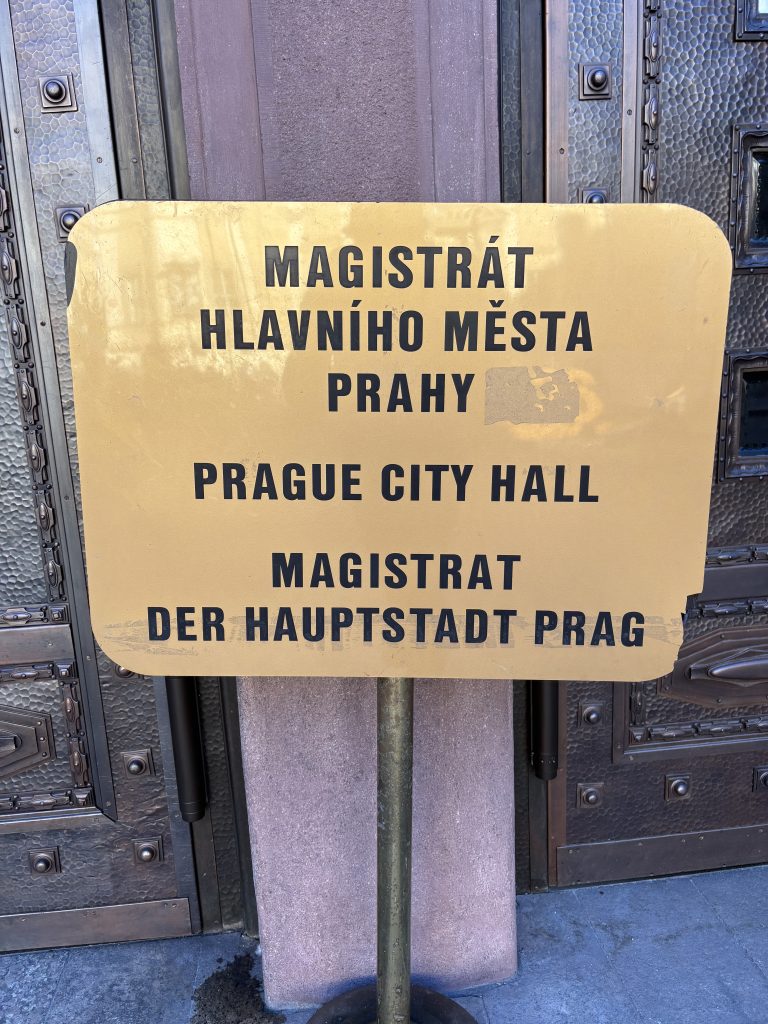 MAGISTRÁT
HLAVNÍHO MĚSTA
PRAHY
PRAGUE CITY HALL
MAGISTRAT
DER HAUPTSTADT PRAG